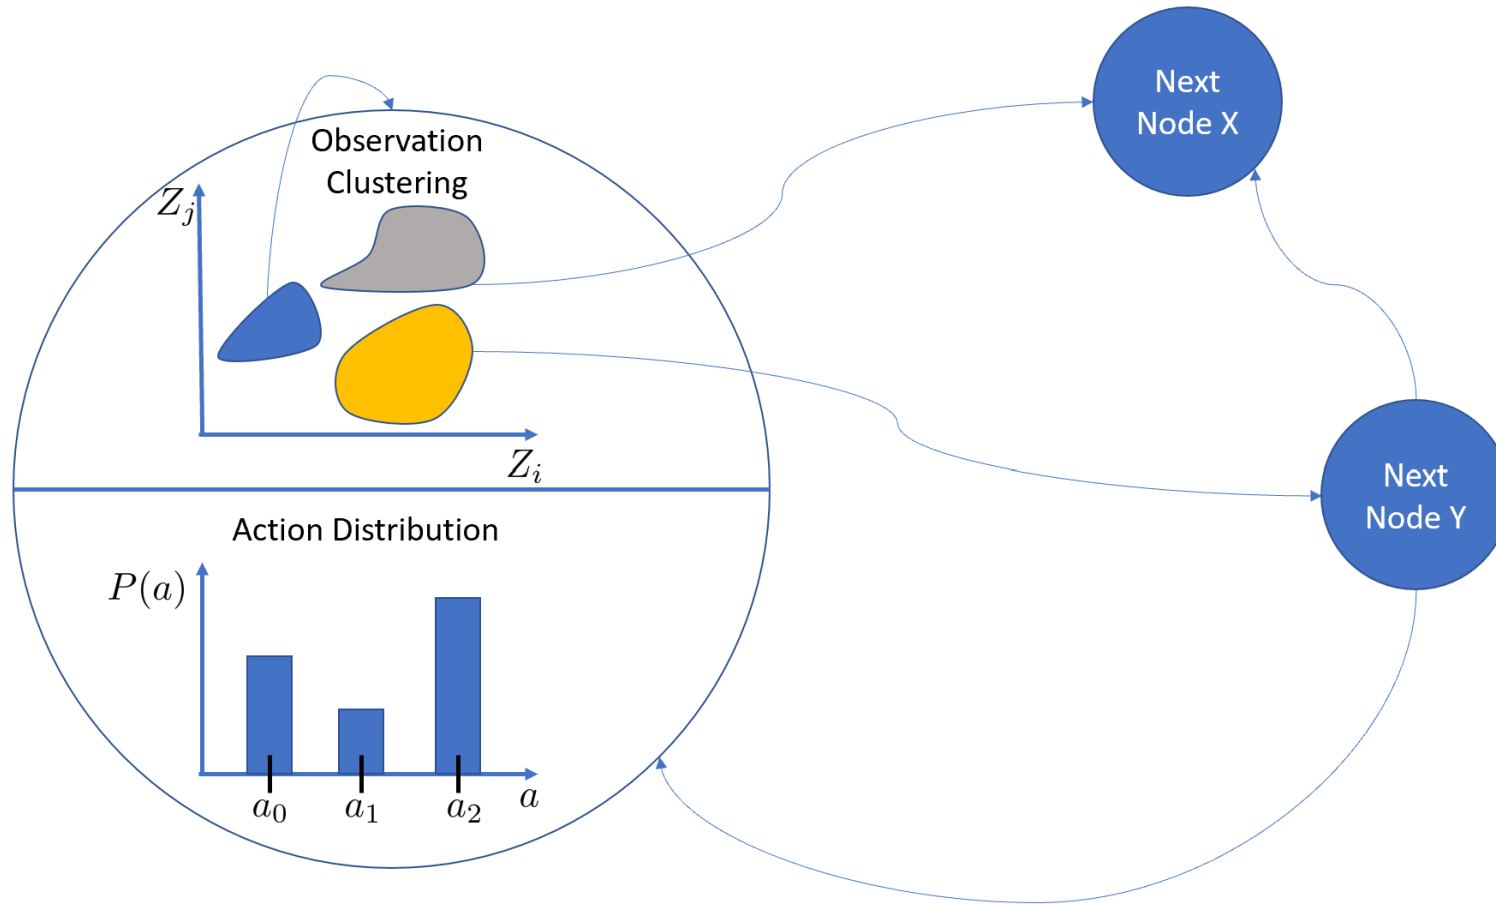 Observation
Clustering
Z_j
Z_i
Action Distribution
P(a)
a_0 a_1 a_2 a
Next
Node X
Next
Node Y